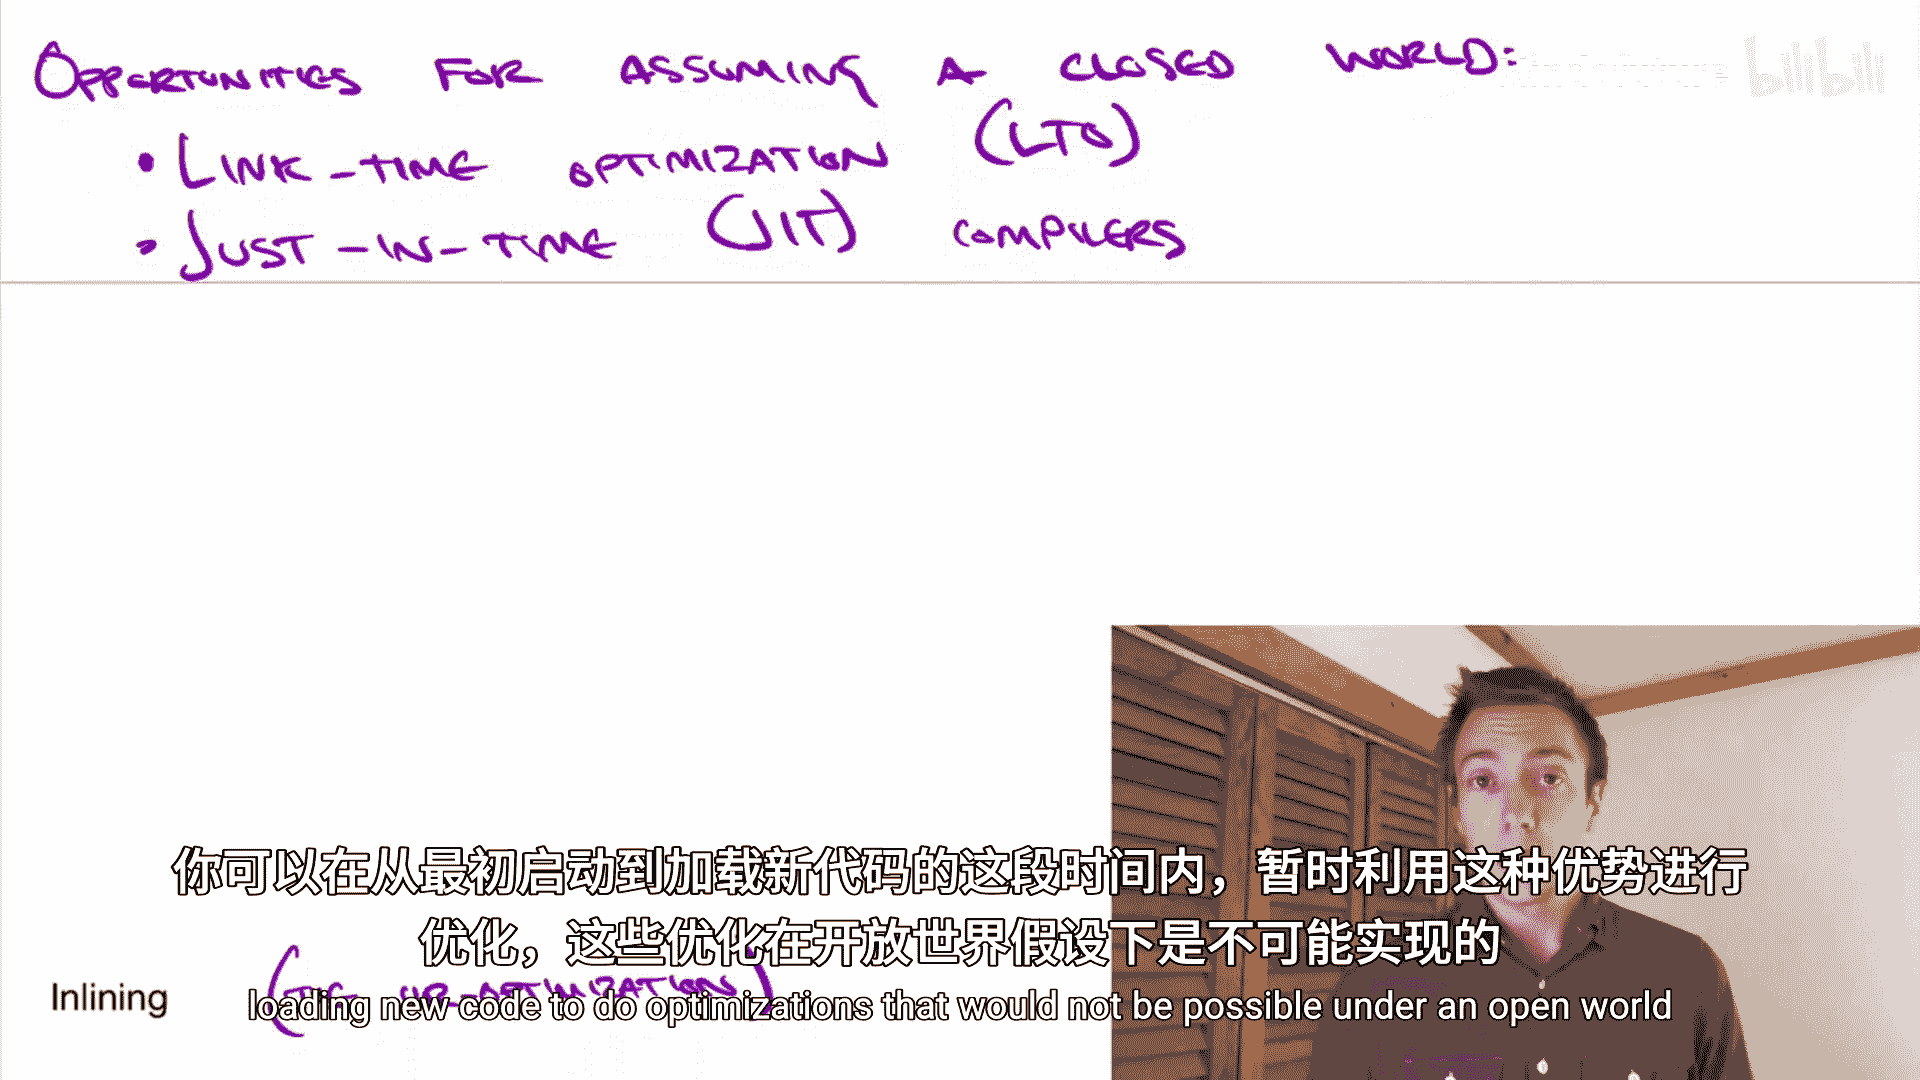 OPPORTUNITIES FOR ASSUMING A CLOSED WORLD:
bilibili
• LINK-TIME OPTIMIZATION (LTO)
• JUST-IN-TIME (JIT) COMPILERS
你可以在从最初启动到加载新代码的这段时间内，暂时利用这种优势进行
优化，这些优化在开放世界假设下是不可能实现的
Inlining (THE UR-OPTIMIZATION)
loading new code to do optimizations that would not be possible under an open world